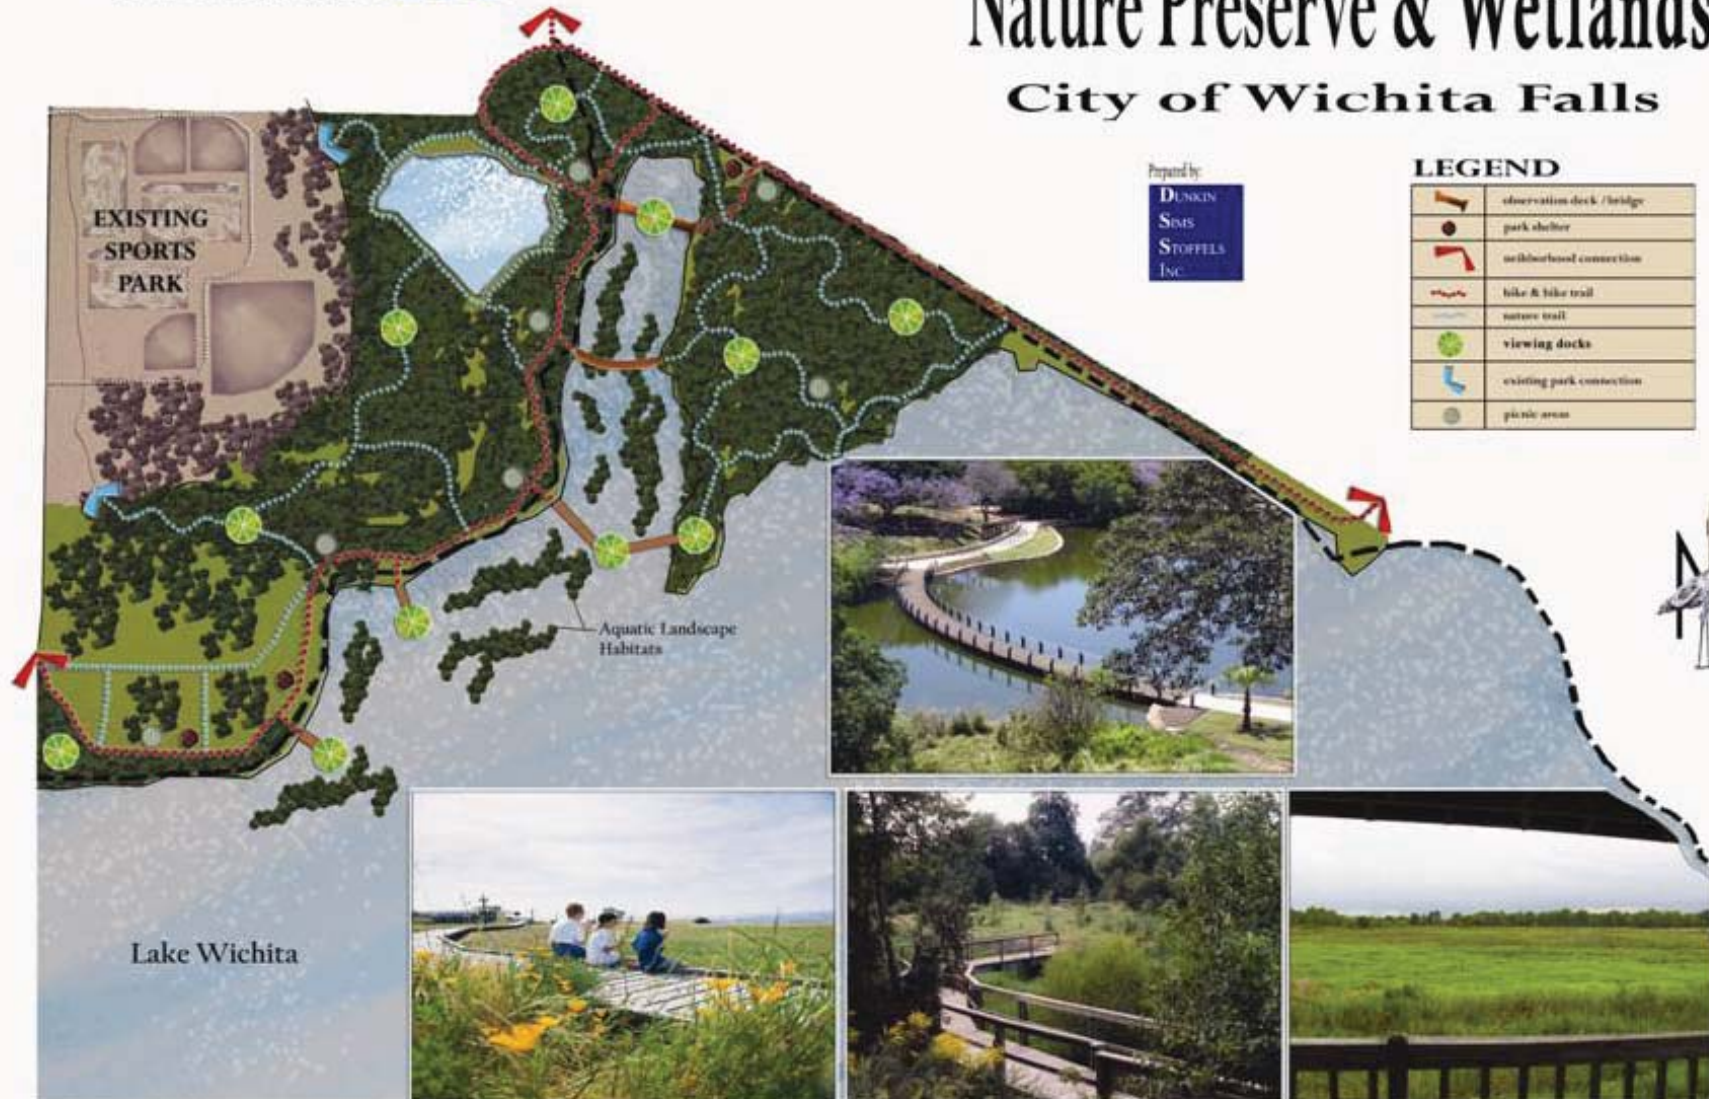 Nature Preserve & Wetlands
City of Wichita Falls
Prepared by:
DUNKIN
SIMS
STOFFELS
INC
LEGEND
observation deck / bridge
park shelter
neihborhood connection
hike & bike trail
nature trail
viewing docks
existing park connection
picnic areas
EXISTING
SPORTS
PARK
Aquatic Landscape
Habitats
Lake Wichita